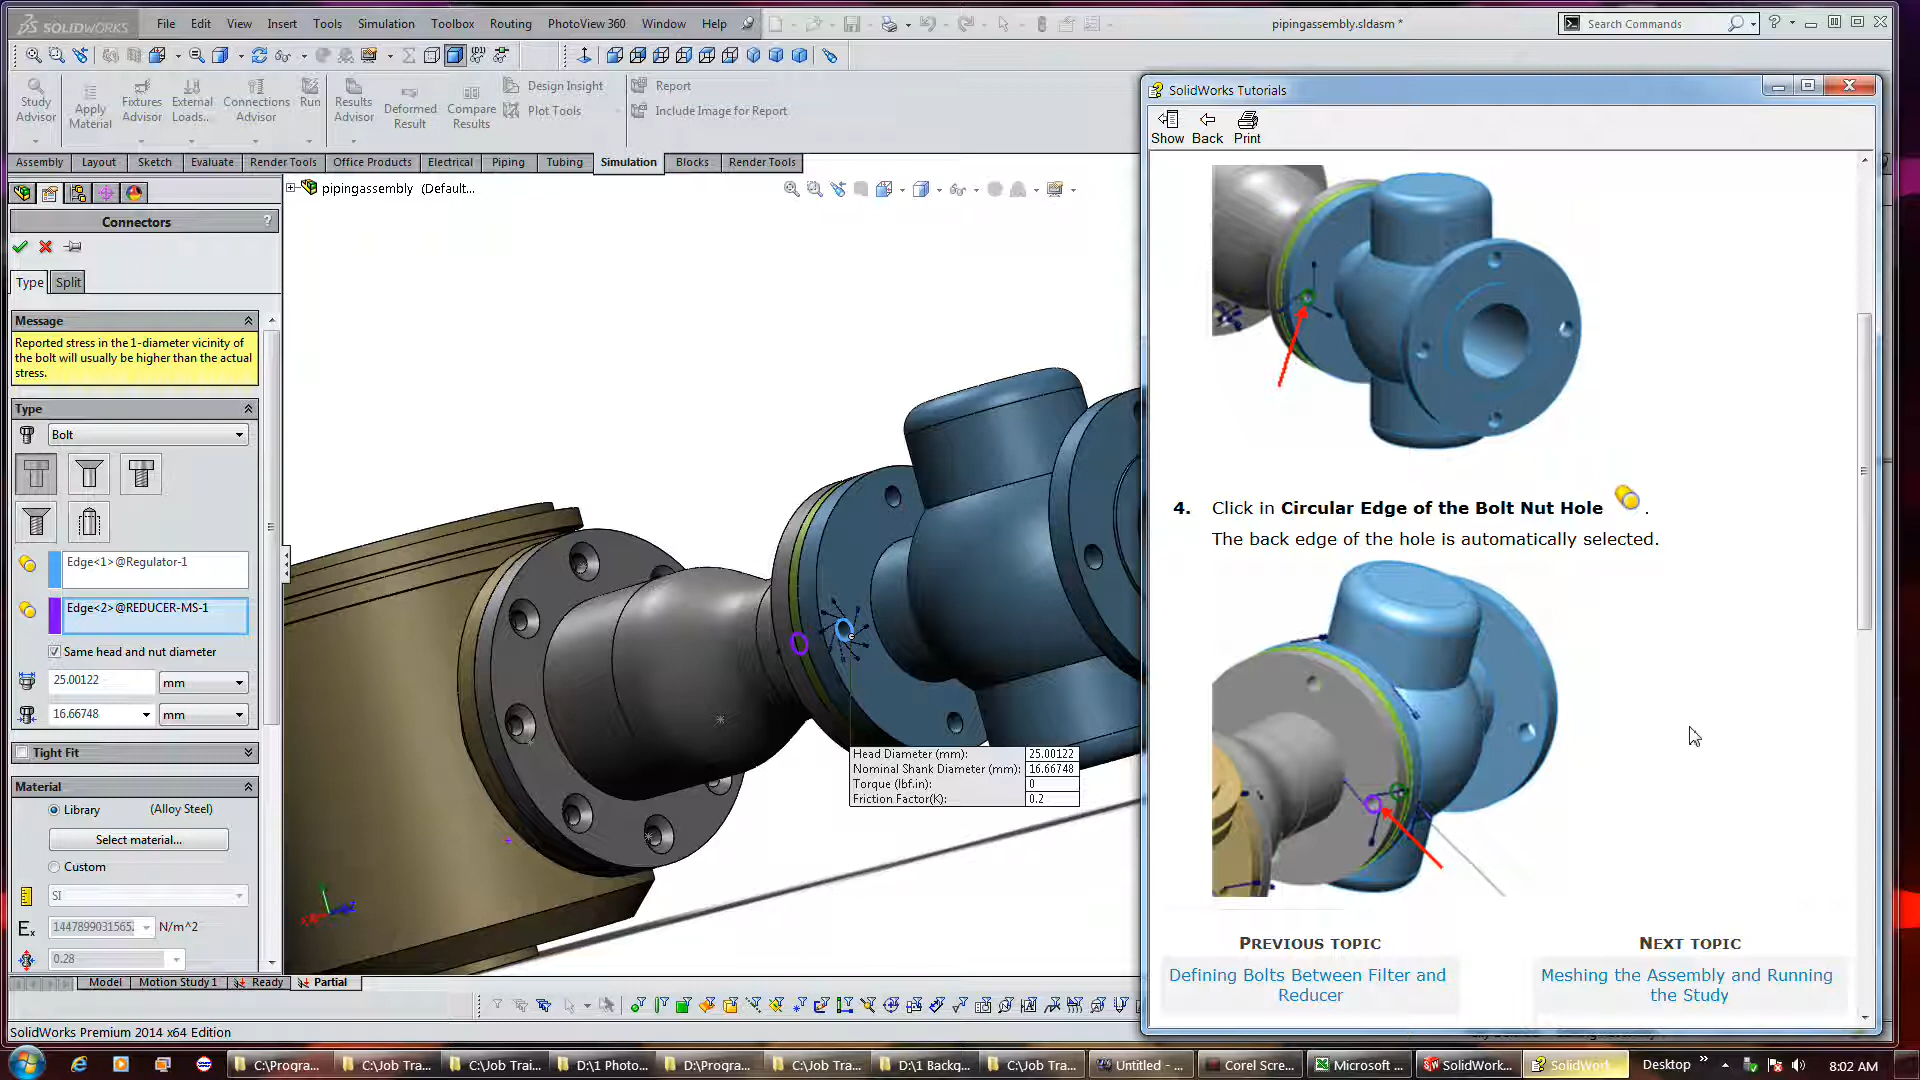 SOLIDWORKS
File Edit View Insert Tools Simulation Toolbox Routing PhotoView 360 Window Help
pipingassembly.sldasm *
Search Commands
Study Advisor
Apply Material
Fixtures Advisor
External Loads..
Connections Advisor
Run
Results Advisor
Deformed Result
Compare Results
Design Insight
Plot Tools
Report
Include Image for Report
Assembly Layout Sketch Evaluate Render Tools Office Products Electrical Piping Tubing Simulation Blocks Render Tools
pipingassembly (Default...
Connectors
?
Type Split
Message
Reported stress in the 1-diameter vicinity of
the bolt will usually be higher than the actual
stress.
Type
Bolt
Edge<1>@Regulator-1
Edge<2>@REDUCER-MS-1
Same head and nut diameter
25.00122 mm
16.66748 mm
Tight Fit
Material
Library (Alloy Steel)
Select material...
Custom
SI
Ex 1447899031565. N/m^2
0.28
Head Diameter (mm): 25.00122
Nominal Shank Diameter (mm): 16.66748
Torque (lbf.in): 0
Friction Factor(K): 0.2
Model Motion Study 1 Ready Partial
SolidWorks Premium 2014 x64 Edition
SolidWorks Tutorials
Show Back Print
4. Click in Circular Edge of the Bolt Nut Hole .
The back edge of the hole is automatically selected.
PREVIOUS TOPIC
Defining Bolts Between Filter and
Reducer
NEXT TOPIC
Meshing the Assembly and Running
the Study
C:\Progra... C:\Job Tra... C:\Job Trai... D:\1 Photo... D:\Progra... C:\Job Tra... D:\1 Backg... C:\Job Tra... Untitled - ... Corel Scre... Microsoft ... SolidWork... SolidWork... Desktop » 8:02 AM